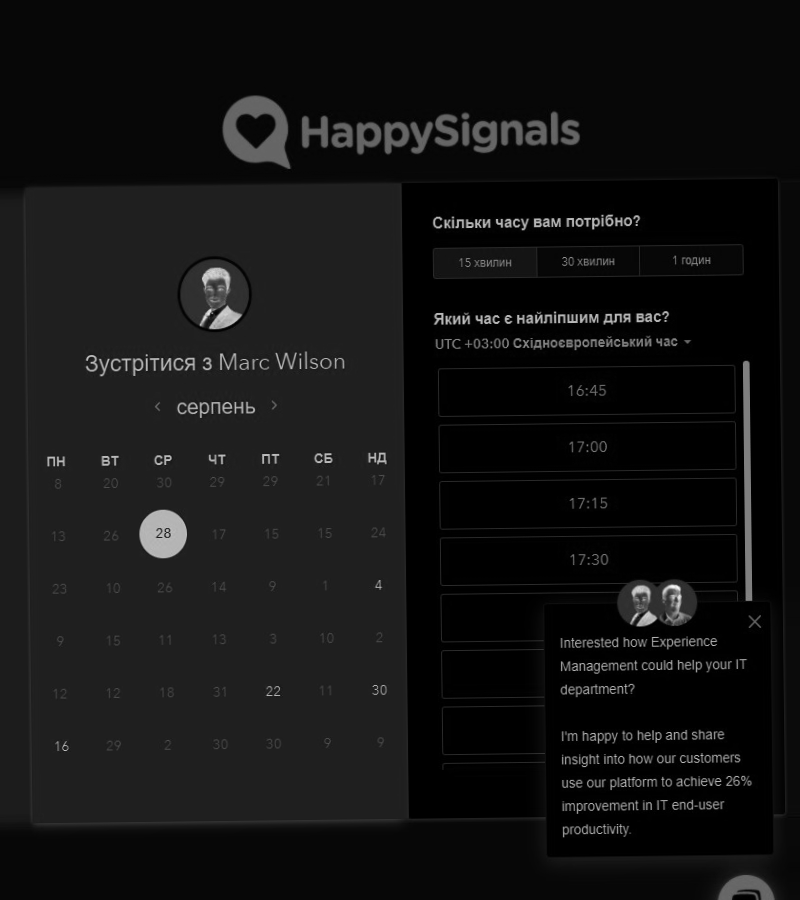 HappySignals
Зустрітися з Marc Wilson
серпень
ПН ВТ СР ЧТ ПТ СБ НД
8 20 30 29 29 21 17
13 26 28 17 15 15 24
23 10 26 14 9 1 4
9 15 11 13 3 10 2
12 12 18 31 22 11 30
16 29 2 30 30 9 9
Скільки часу вам потрібно?
15 хвилин 30 хвилин 1 годин
Який час є найліпшим для вас?
UTC +03:00 Східноєвропейський час
16:45
17:00
17:15
17:30
Interested how Experience
Management could help your IT
department?
I'm happy to help and share
insight into how our customers
use our platform to achieve 26%
improvement in IT end-user
productivity.